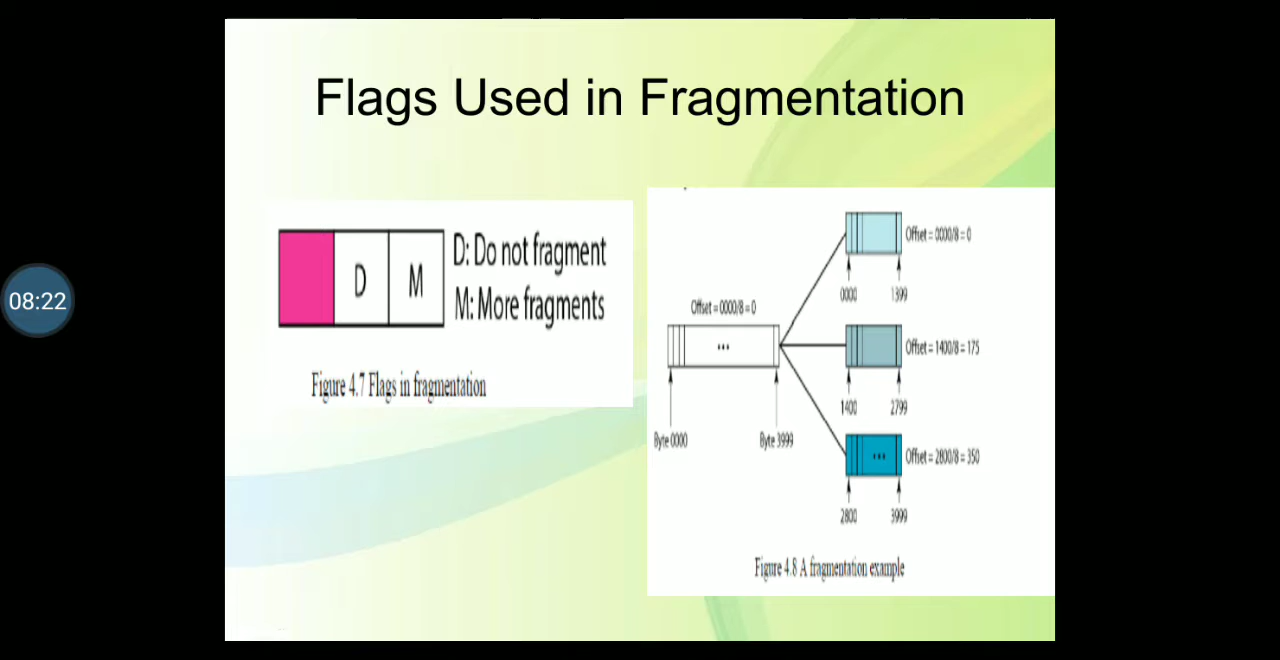 Flags Used in Fragmentation
08:22
D
M
D: Do not fragment
M: More fragments
Figure 4.7 Flags in fragmentation
Offset = 0000/8 = 0
Byte 0000
Byte 3999
Offset = 0000/8 = 0
0000
1399
Offset = 1400/8 = 175
1400
2799
Offset = 2800/8 = 350
2800
3999
Figure 4.8 A fragmentation example